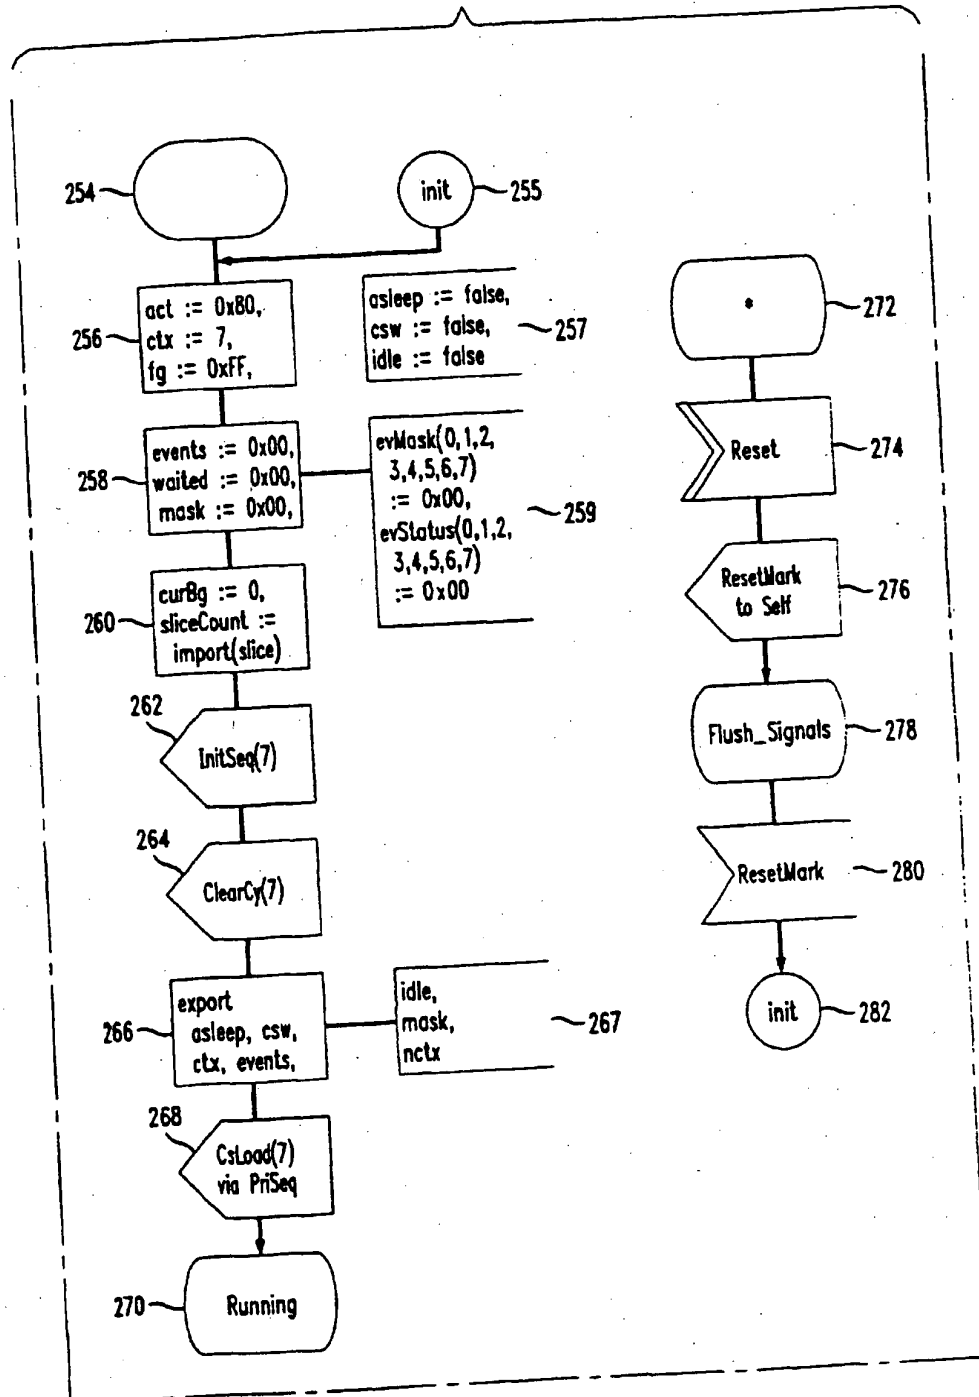 254
init
255
256
act := 0x80,
ctx := 7,
fg := 0xFF,
asleep := false,
csw := false,
idle := false
257
258
events := 0x00,
waited := 0x00,
mask := 0x00,
evMask(0,1,2,
3,4,5,6,7)
:= 0x00,
evStatus(0,1,2,
3,4,5,6,7)
:= 0x00
259
260
curBg := 0,
sliceCount :=
import(slice)
262
InitSeq(7)
264
ClearCy(7)
266
export
asleep, csw,
ctx, events,
idle,
mask,
nctx
267
268
CsLoad(7)
via PriSeq
270
Running
*
272
Reset
274
ResetMark
to Self
276
Flush_Signals
278
ResetMark
280
init
282